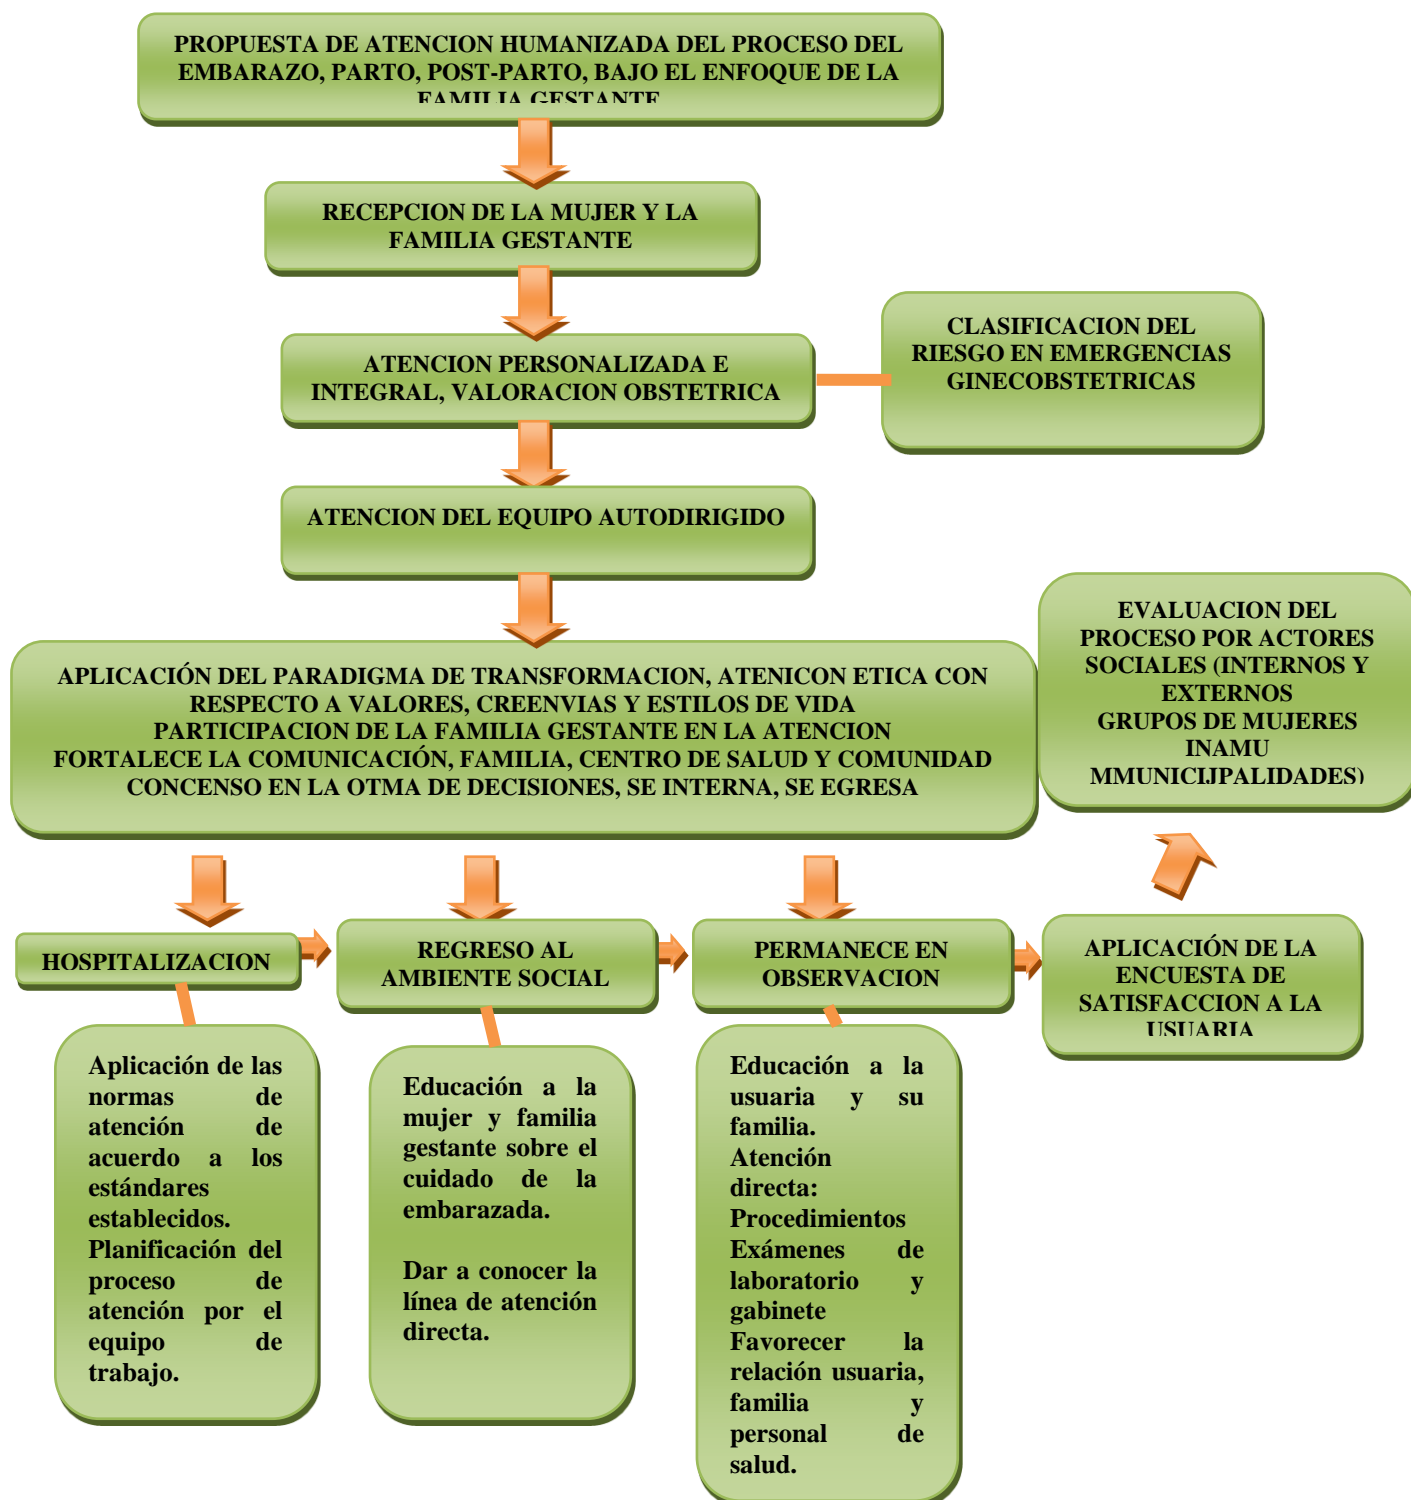 PROPUESTA DE ATENCION HUMANIZADA DEL PROCESO DEL
EMBARAZO, PARTO, POST-PARTO, BAJO EL ENFOQUE DE LA
FAMILIA GESTANTE
RECEPCION DE LA MUJER Y LA
FAMILIA GESTANTE
ATENCION PERSONALIZADA E
INTEGRAL, VALORACION OBSTETRICA
CLASIFICACION DEL
RIESGO EN EMERGENCIAS
GINECOBSTETRICAS
ATENCION DEL EQUIPO AUTODIRIGIDO
APLICACIÓN DEL PARADIGMA DE TRANSFORMACION, ATENICON ETICA CON
RESPECTO A VALORES, CREENVIAS Y ESTILOS DE VIDA
PARTICIPACION DE LA FAMILIA GESTANTE EN LA ATENCION
FORTALECE LA COMUNICACIÓN, FAMILIA, CENTRO DE SALUD Y COMUNIDAD
CONCENSO EN LA OTMA DE DECISIONES, SE INTERNA, SE EGRESA
EVALUACION DEL
PROCESO POR ACTORES
SOCIALES (INTERNOS Y
EXTERNOS
GRUPOS DE MUJERES
INAMU
MMUNICIJPALIDADES)
HOSPITALIZACION
REGRESO AL
AMBIENTE SOCIAL
PERMANECE EN
OBSERVACION
APLICACIÓN DE LA
ENCUESTA DE
SATISFACCION A LA
USUARIA
Aplicación de las
normas de
atención de
acuerdo a los
estándares
establecidos.
Planificación del
proceso de
atención por el
equipo de
trabajo.
Educación a la
mujer y familia
gestante sobre el
cuidado de la
embarazada.
Dar a conocer la
línea de atención
directa.
Educación a la
usuaria y su
familia.
Atención
directa:
Procedimientos
Exámenes de
laboratorio y
gabinete
Favorecer la
relación usuaria,
familia y
personal de
salud.